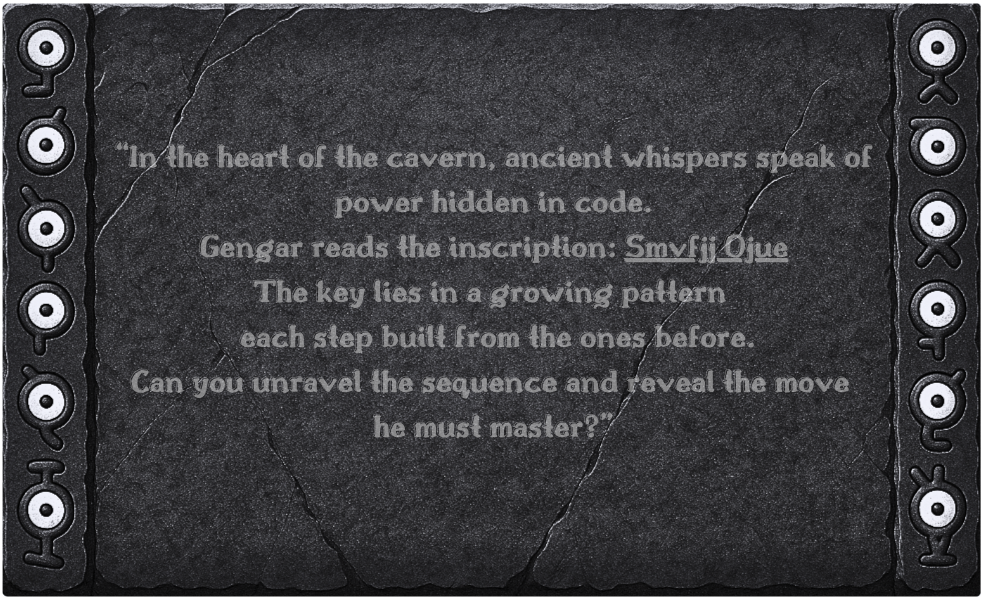 “In the heart of the cavern, ancient whispers speak of
power hidden in code.
Gengar reads the inscription: Smvfjj Ojue
The key lies in a growing pattern
each step built from the ones before.
Can you unravel the sequence and reveal the move
he must master?”